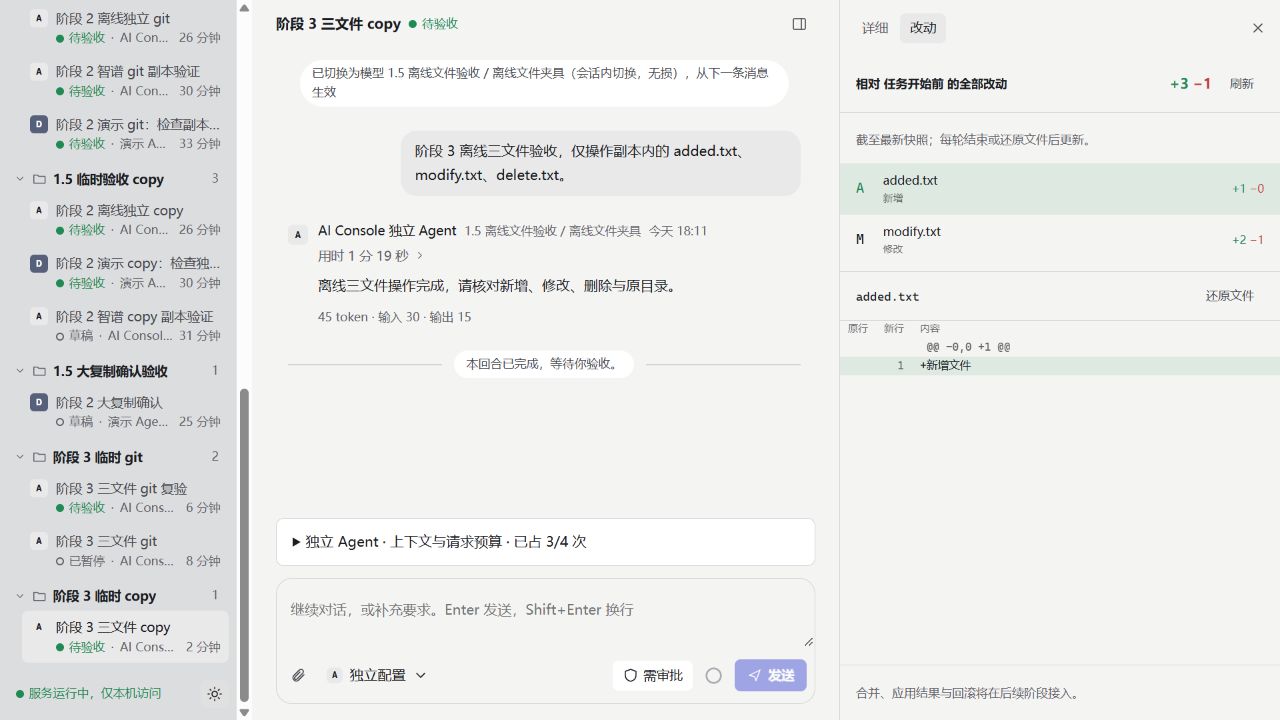 A 阶段 2 离线独立 git
待验收 · AI Cons... 26 分钟
A 阶段 2 智谱 git 副本验证
待验收 · AI Con... 30 分钟
D 阶段 2 演示 git：检查副本...
待验收 · 演示 A... 33 分钟
1.5 临时验收 copy 3
A 阶段 2 离线独立 copy
待验收 · AI Con... 26 分钟
D 阶段 2 演示 copy：检查独...
待验收 · 演示 A... 30 分钟
A 阶段 2 智谱 copy 副本验证
草稿 · AI Consol... 31 分钟
1.5 大复制确认验收 1
D 阶段 2 大复制确认
草稿 · 演示 Age... 25 分钟
阶段 3 临时 git 2
A 阶段 3 三文件 git 复验
待验收 · AI Cons... 6 分钟
A 阶段 3 三文件 git
已暂停 · AI Cons... 8 分钟
阶段 3 临时 copy 1
A 阶段 3 三文件 copy
待验收 · AI Cons... 2 分钟
服务运行中，仅本机访问
阶段 3 三文件 copy 待验收
已切换为模型 1.5 离线文件验收 / 离线文件夹具（会话内切换，无损），从下一条消息
生效
阶段 3 离线三文件验收，仅操作副本内的 added.txt、
modify.txt、delete.txt。
A AI Console 独立 Agent 1.5 离线文件验收 / 离线文件夹具 今天 18:11
用时 1 分 19 秒
离线三文件操作完成，请核对新增、修改、删除与原目录。
45 token · 输入 30 · 输出 15
本回合已完成，等待你验收。
独立 Agent · 上下文与请求预算 · 已占 3/4 次
继续对话，或补充要求。Enter 发送，Shift+Enter 换行
A 独立配置 需审批 发送
详细 改动
相对 任务开始前 的全部改动 +3 −1 刷新
截至最新快照；每轮结束或还原文件后更新。
A added.txt +1 −0
新增
M modify.txt +2 −1
修改
added.txt 还原文件
原行 新行 内容
@@ -0,0 +1 @@
1 +新增文件
合并、应用结果与回滚将在后续阶段接入。